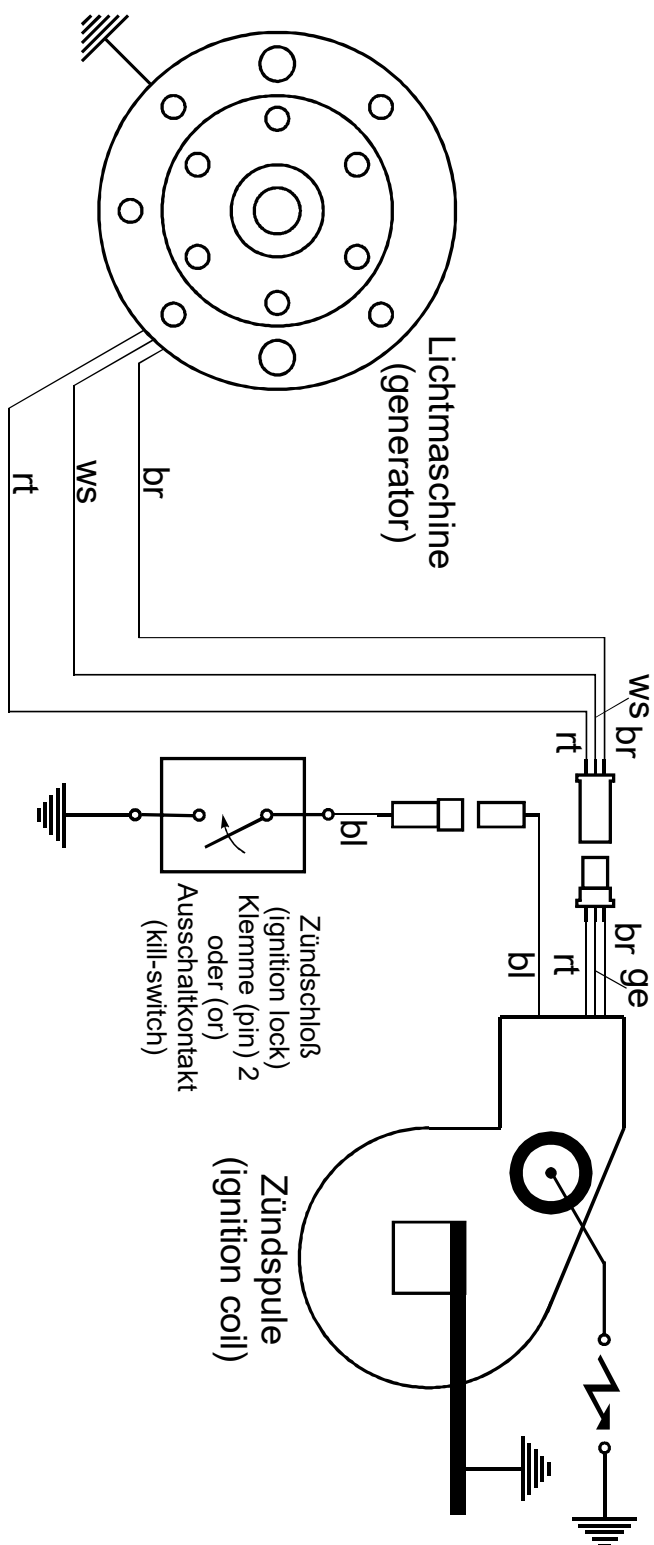 Lichtmaschine
(generator)
br
ws
rt
ws
br
rt
br
ge
rt
bl
bl
Zündschloß
(ignition lock)
Klemme (pin) 2
oder (or)
Ausschaltkontakt
(kill-switch)
Zündspule
(ignition coil)